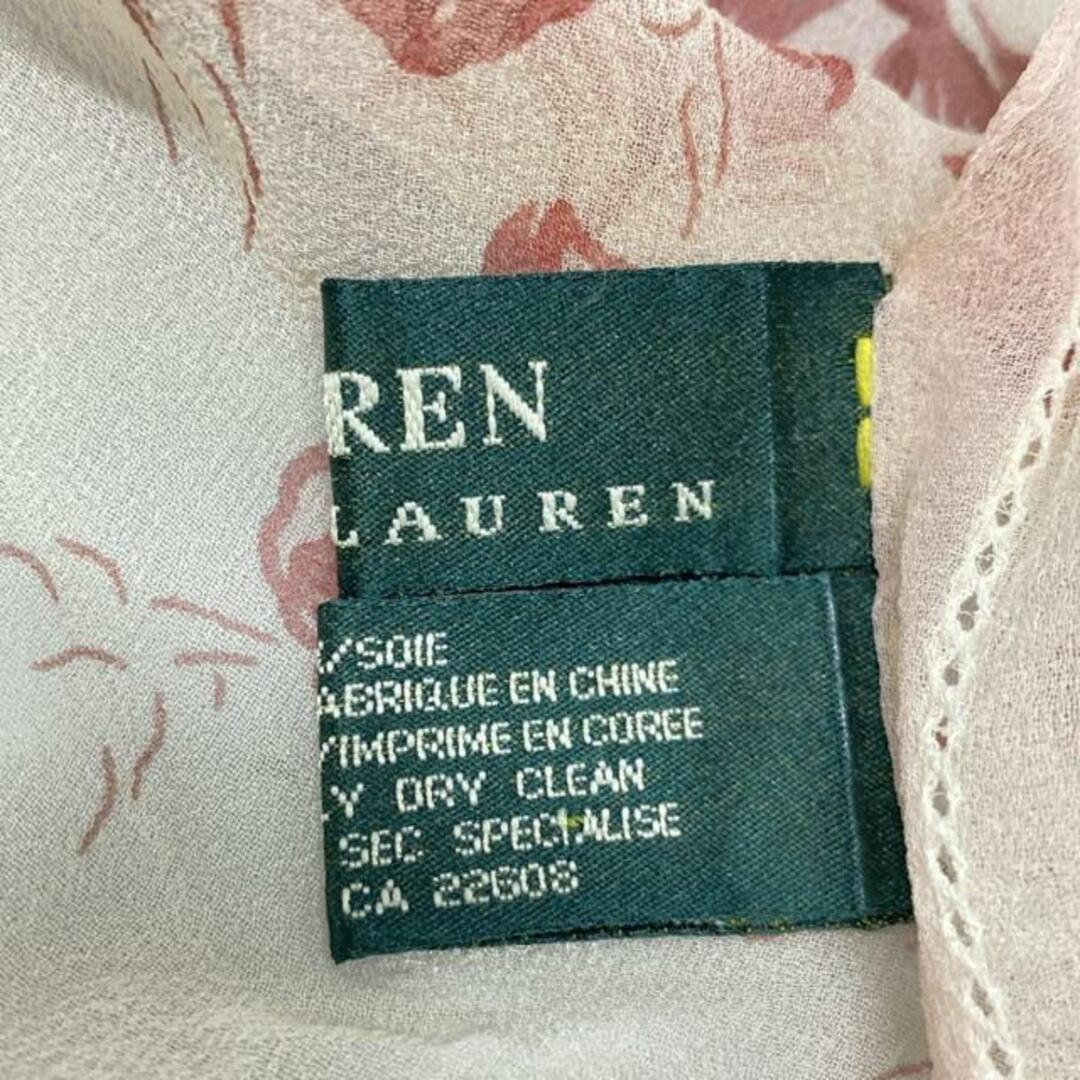 REN
LAUREN
/SOIE
ABRIQUE EN CHINE
/IMPRIME EN COREE
Y DRY CLEAN
SEC SPECIALISE
CA 22608